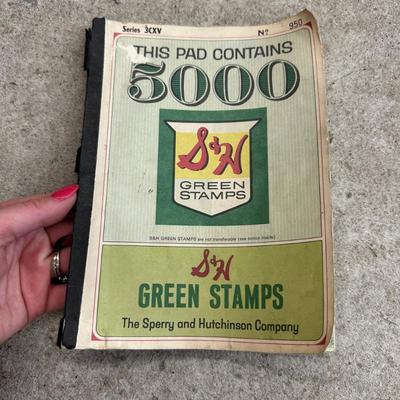 Series 3CXV Nº 950
THIS PAD CONTAINS
5000
S&H
GREEN
STAMPS
S&H GREEN STAMPS are not transferable (see notice inside)
S&H
GREEN STAMPS
The Sperry and Hutchinson Company